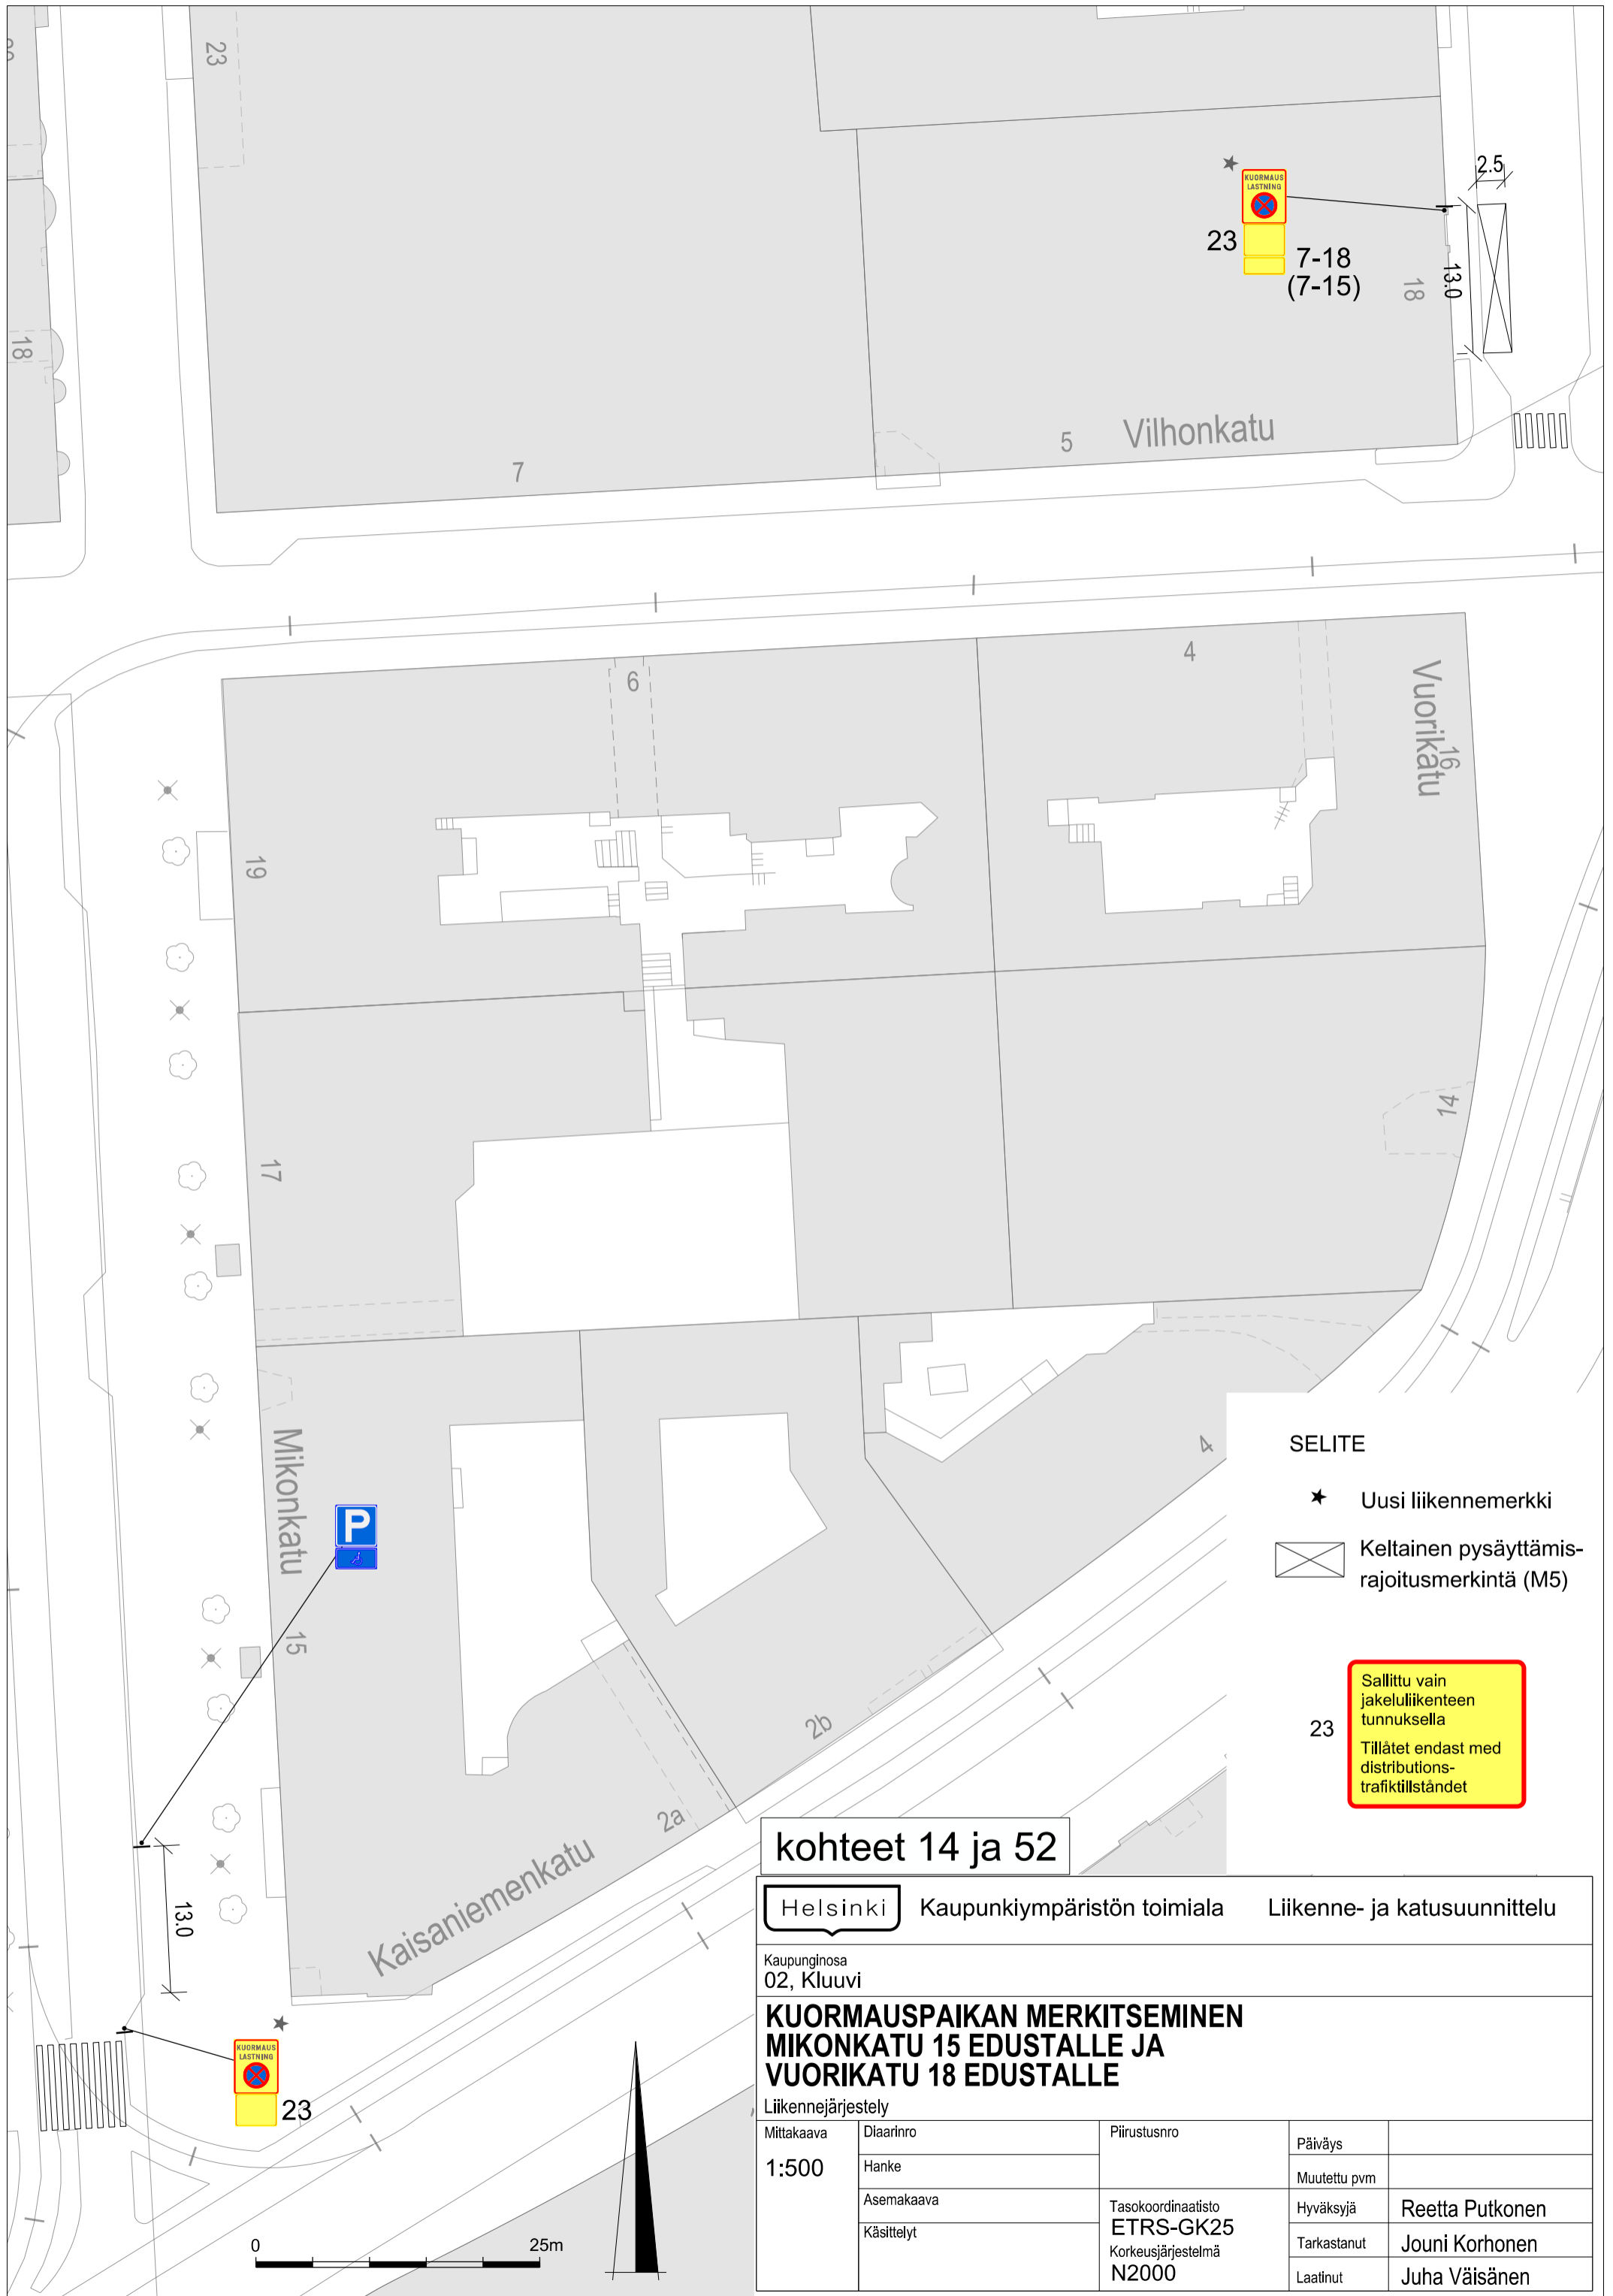 23
2.5
KUORMAUS
LASTNING
23
7-18
(7-15)
18
13.0
18
Vilhonkatu
5
7
6
4
Vuorikatu
16
19
17
14
Mikonkatu
4
P
15
2b
2a
Kaisaniemenkatu
13.0
KUORMAUS
LASTNING
23
0
25m
SELITE
Uusi liikennemerkki
Keltainen pysäyttämis-
rajoitusmerkintä (M5)
23
Sallittu vain
jakeluliikenteen
tunnuksella
Tillåtet endast med
distributions-
trafiktillståndet
kohteet 14 ja 52
Helsinki
Kaupunkiympäristön toimiala
Liikenne- ja katusuunnittelu
Kaupunginosa
02, Kluuvi
KUORMAUSPAIKAN MERKITSEMINEN
MIKONKATU 15 EDUSTALLE JA
VUORIKATU 18 EDUSTALLE
Liikennejärjestely
Mittakaava
1:500
Diaarinro
Hanke
Asemakaava
Käsittelyt
Piirustusnro
Tasokoordinaatisto
ETRS-GK25
Korkeusjärjestelmä
N2000
Päiväys
Muutettu pvm
Hyväksyjä Reetta Putkonen
Tarkastanut Jouni Korhonen
Laatinut Juha Väisänen